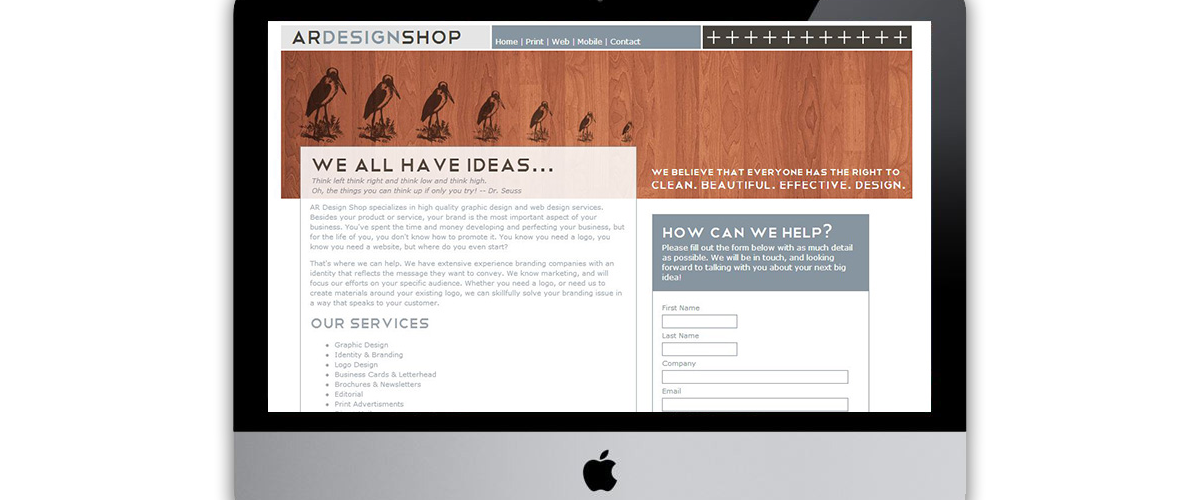 ARDESIGNSHOP
Home | Print | Web | Mobile | Contact
WE ALL HAVE IDEAS...
Think left think right and think low and think high.
Oh, the things you can think up if only you try! -- Dr. Seuss
WE BELIEVE THAT EVERYONE HAS THE RIGHT TO
CLEAN. BEAUTIFUL. EFFECTIVE. DESIGN.
AR Design Shop specializes in high quality graphic design and web design services.
Besides your product or service, your brand is the most important aspect of your
business. You've spent the time and money developing and perfecting your business, but
for the life of you, you don't know how to promote it. You know you need a logo, you
know you need a website, but where do you even start?
That's where we can help. We have extensive experience branding companies with an
identity that reflects the message they want to convey. We know marketing, and will
focus our efforts on your specific audience. Whether you need a logo, or need us to
create materials around your existing logo, we can skillfully solve your branding issue in
a way that speaks to your customer.
OUR SERVICES
Graphic Design
Identity & Branding
Logo Design
Business Cards & Letterhead
Brochures & Newsletters
Editorial
Print Advertisments
HOW CAN WE HELP?
Please fill out the form below with as much detail
as possible. We will be in touch, and looking
forward to talking with you about your next big
idea!
First Name
Last Name
Company
Email